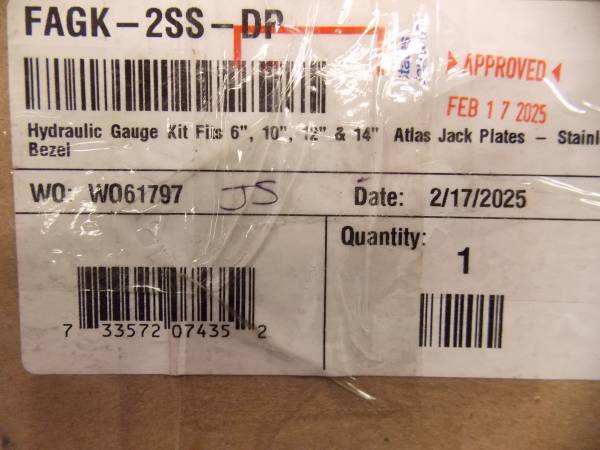 FAGK-2SS-DP
APPROVED
FEB 17 2025
Hydraulic Gauge Kit Fits 6", 10", 12" & 14" Atlas Jack Plates - Stainl
Bezel
WO: WO61797 JS Date: 2/17/2025
Quantity:
1
7 33572 07435 2